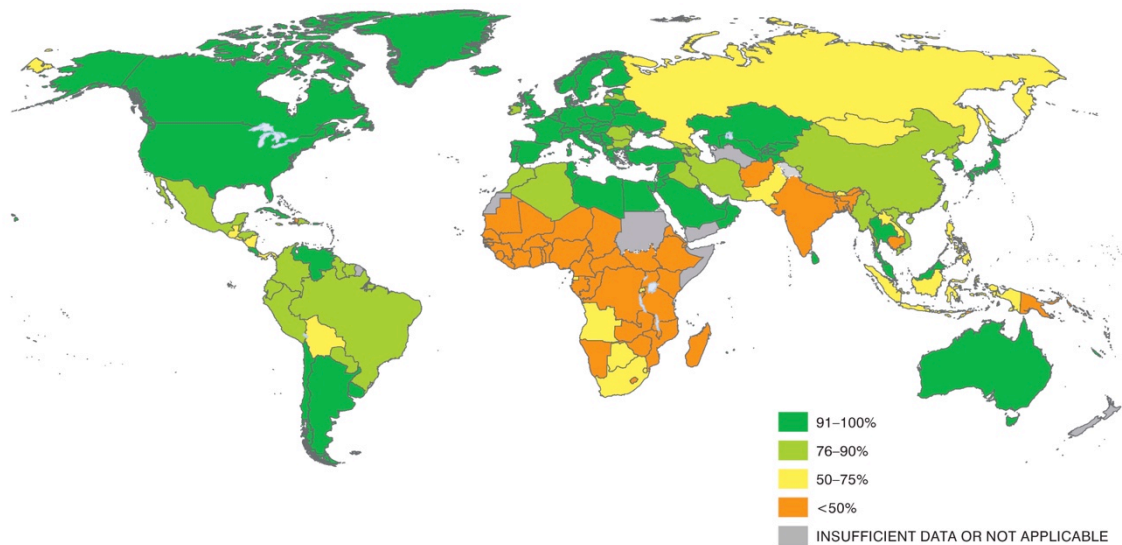 91–100%
76–90%
50–75%
<50%
INSUFFICIENT DATA OR NOT APPLICABLE